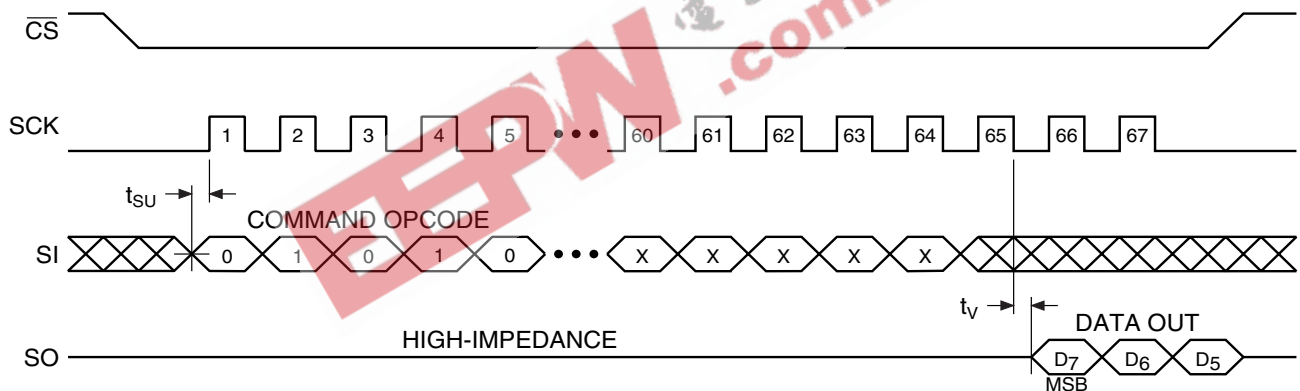 CS
SCK
1 2 3 4 5 ••• 60 61 62 63 64 65 66 67
tSU
COMMAND OPCODE
SI
0 1 0 1 0 ••• X X X X X
tV
HIGH-IMPEDANCE
DATA OUT
SO
D7 D6 D5
MSB
EEPW
.com